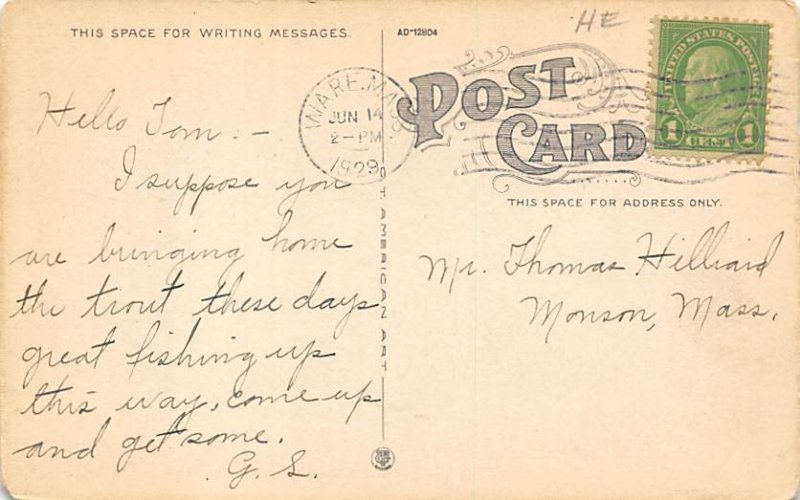 THIS SPACE FOR WRITING MESSAGES.
AD-12804
HE
UNITED STATES POSTAGE
1 CENT 1
WARE, MASS
JUN 14
2-PM
1929
POST
CARD
THIS SPACE FOR ADDRESS ONLY.
Hello Tom:-
I suppose you
are bringing home
the trout these days
great fishing up
this way, come up
and get some.
G. S.
ST. AMERICAN ART
Mr. Thomas Hilliard
Monson, Mass.